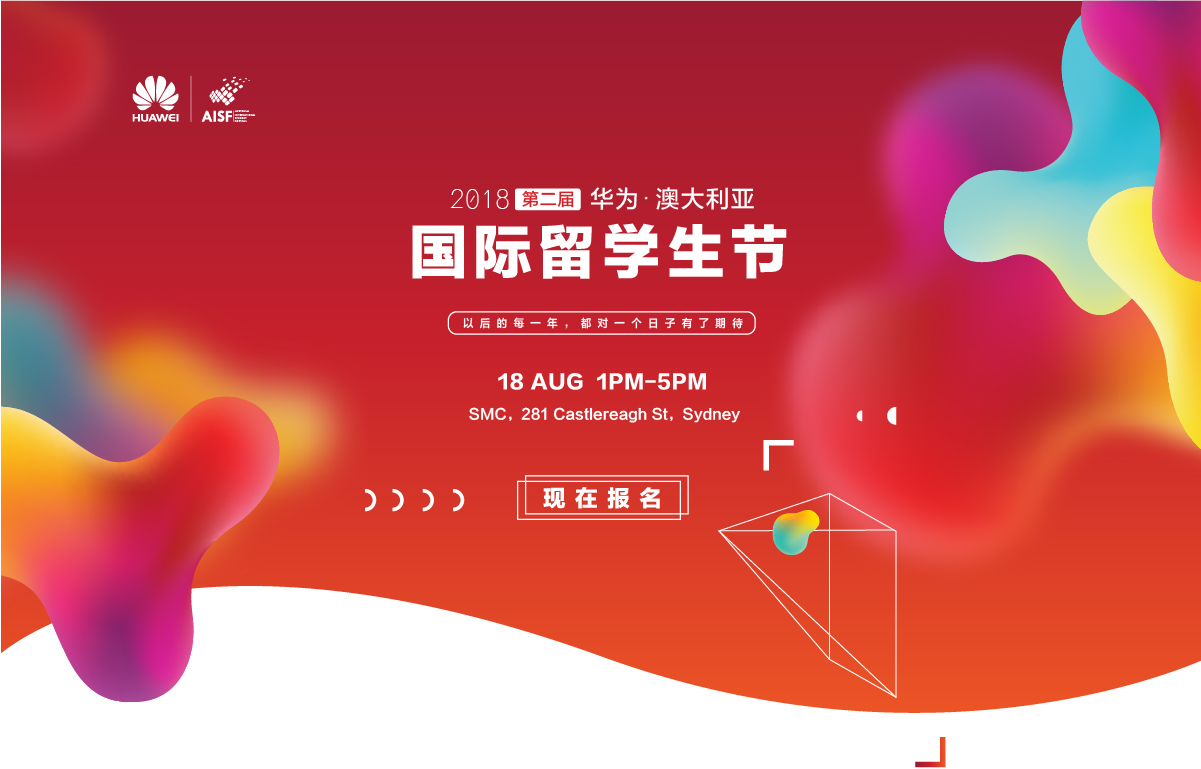 HUAWEI
AISF
2018 第二届 华为·澳大利亚
国际留学生节
以后的每一年，都对一个日子有了期待
18 AUG 1PM-5PM
SMC，281 Castlereagh St，Sydney
现在报名